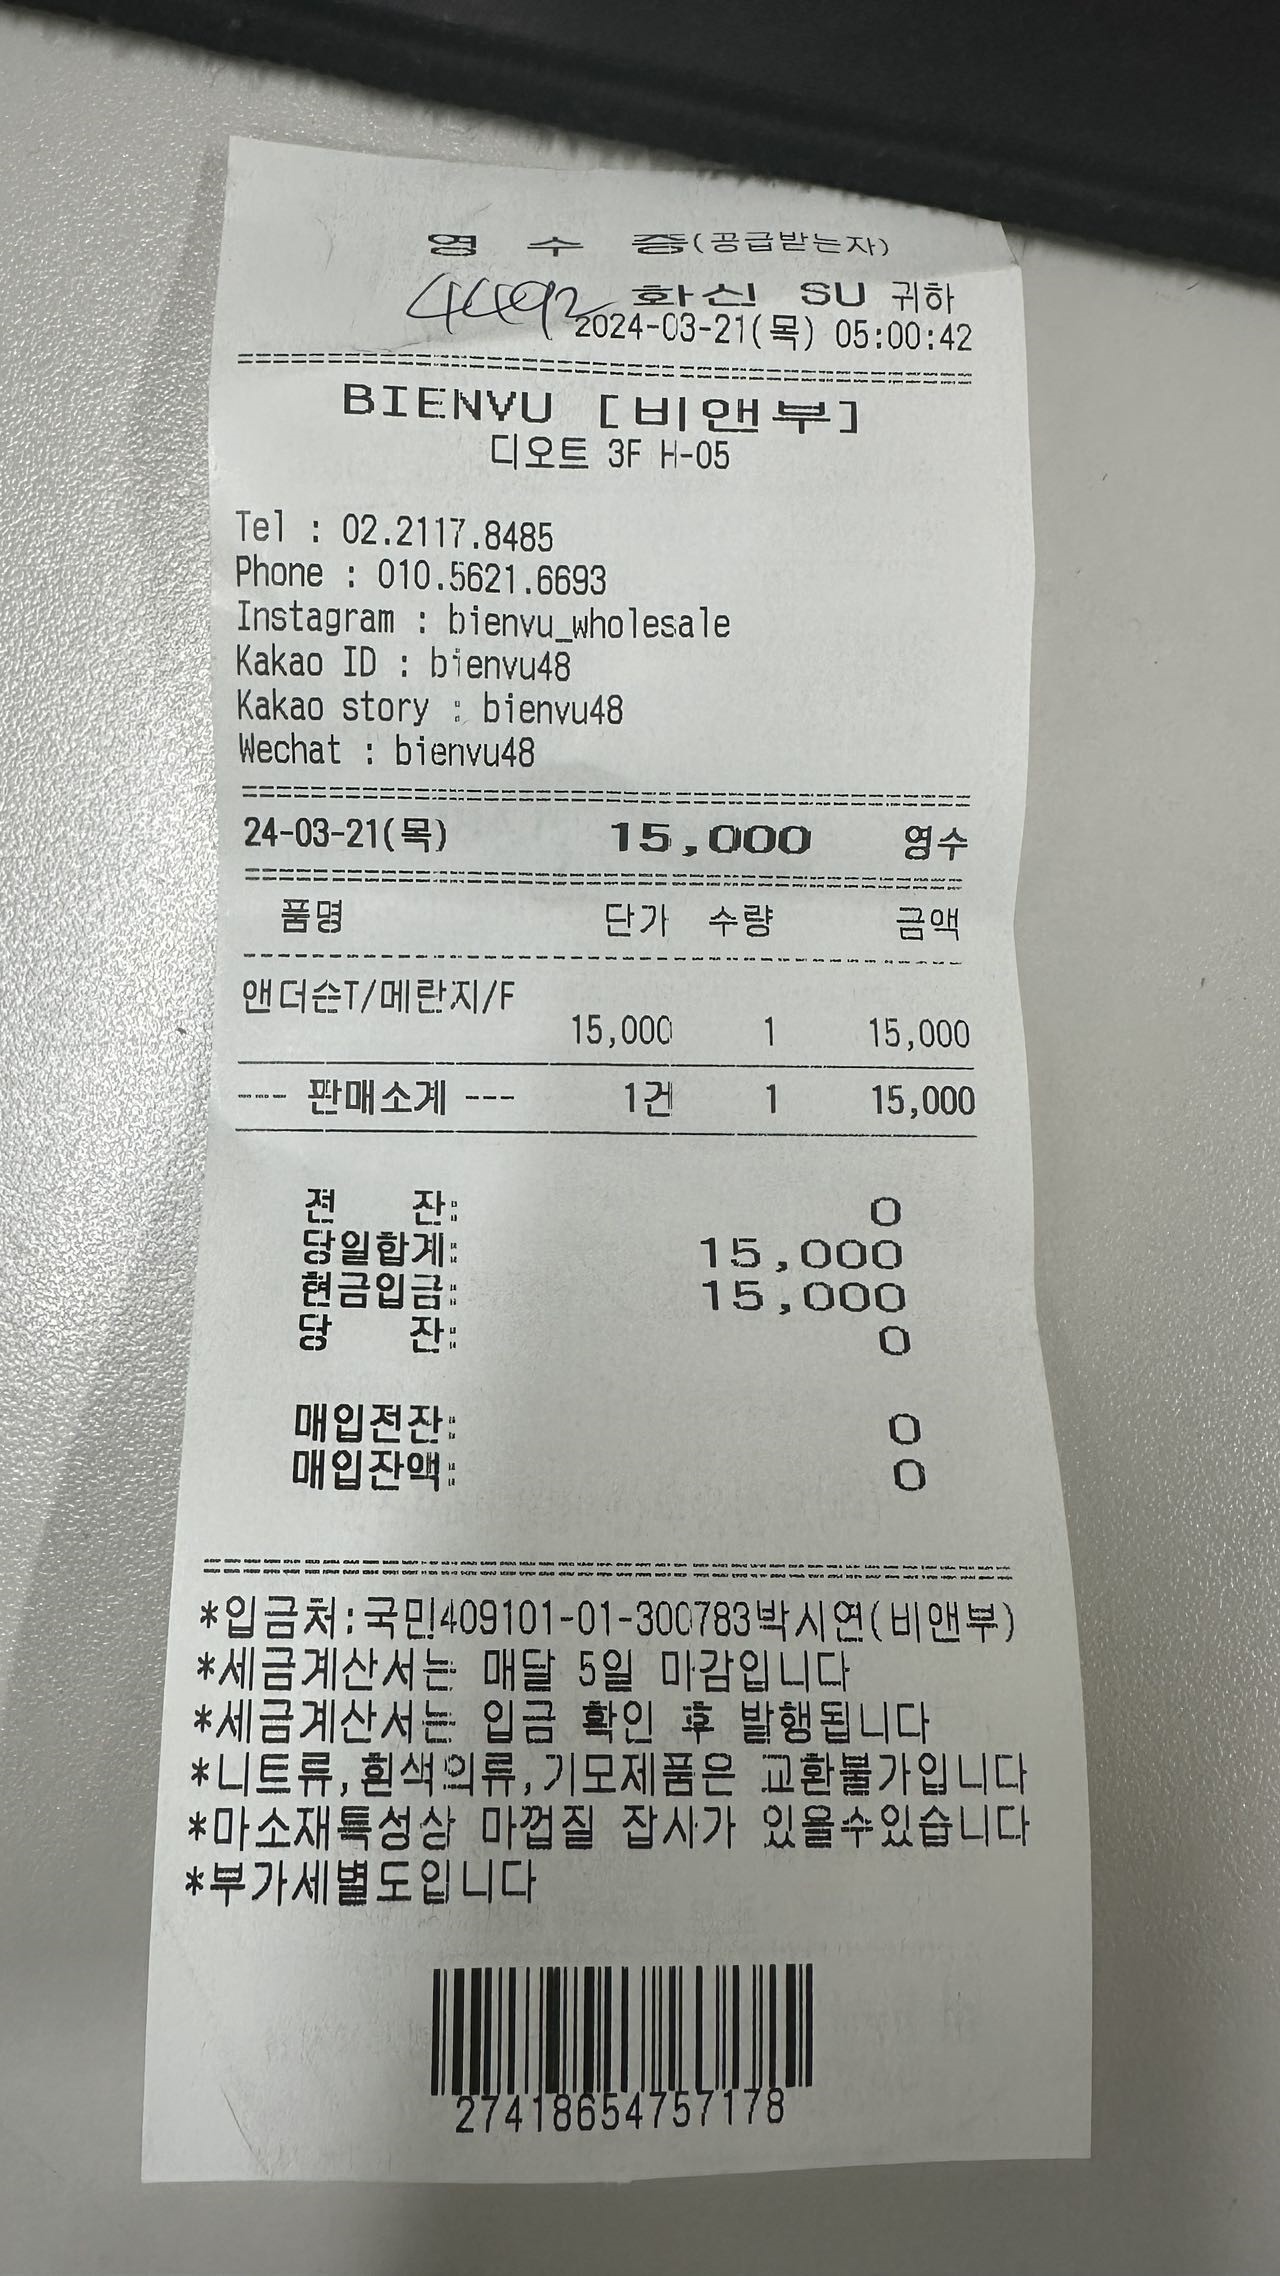 영 수 증(공급받는자)
4492 화신 SU 귀하
2024-03-21(목) 05:00:42
BIENVU [비앤부]
디오트 3F H-05
Tel : 02.2117.8485
Phone : 010.5621.6693
Instagram : bienvu_wholesale
Kakao ID : bienvu48
Kakao story : bienvu48
Wechat : bienvu48
24-03-21(목) 15,000 영수
품명 단가 수량 금액
앤더슨T/메란지/F
15,000 1 15,000
--- 판매소계 --- 1건 1 15,000
전 잔: 0
당일합계: 15,000
현금입금: 15,000
당 잔: 0
매입전잔: 0
매입잔액: 0
*입금처:국민409101-01-300783박시연(비앤부)
*세금계산서는 매달 5일 마감입니다
*세금계산서는 입금 확인 후 발행됩니다
*니트류,흰색의류,기모제품은 교환불가입니다
*마소재특성상 마껍질 잡사가 있을수있습니다
*부가세별도입니다
27418654757178